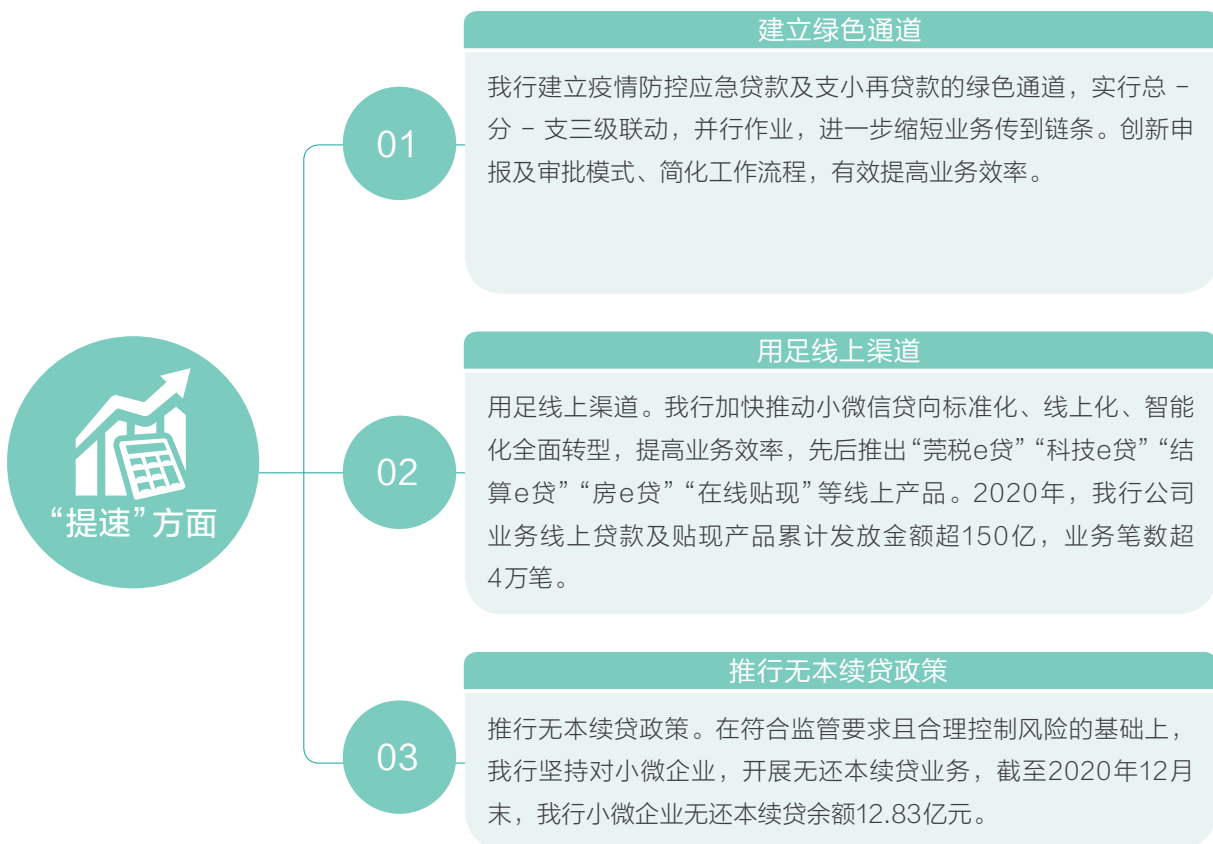 建立绿色通道
01
我行建立疫情防控应急贷款及支小再贷款的绿色通道，实行总 –
分 – 支三级联动，并行作业，进一步缩短业务传到链条。创新申
报及审批模式、简化工作流程，有效提高业务效率。
“提速”方面
用足线上渠道
02
用足线上渠道。我行加快推动小微信贷向标准化、线上化、智能
化全面转型，提高业务效率，先后推出“莞税e贷”“科技e贷”“结
算e贷”“房e贷”“在线贴现”等线上产品。2020年，我行公司
业务线上贷款及贴现产品累计发放金额超150亿，业务笔数超
4万笔。
推行无本续贷政策
03
推行无本续贷政策。在符合监管要求且合理控制风险的基础上，
我行坚持对小微企业，开展无还本续贷业务，截至2020年12月
末，我行小微企业无还本续贷余额12.83亿元。